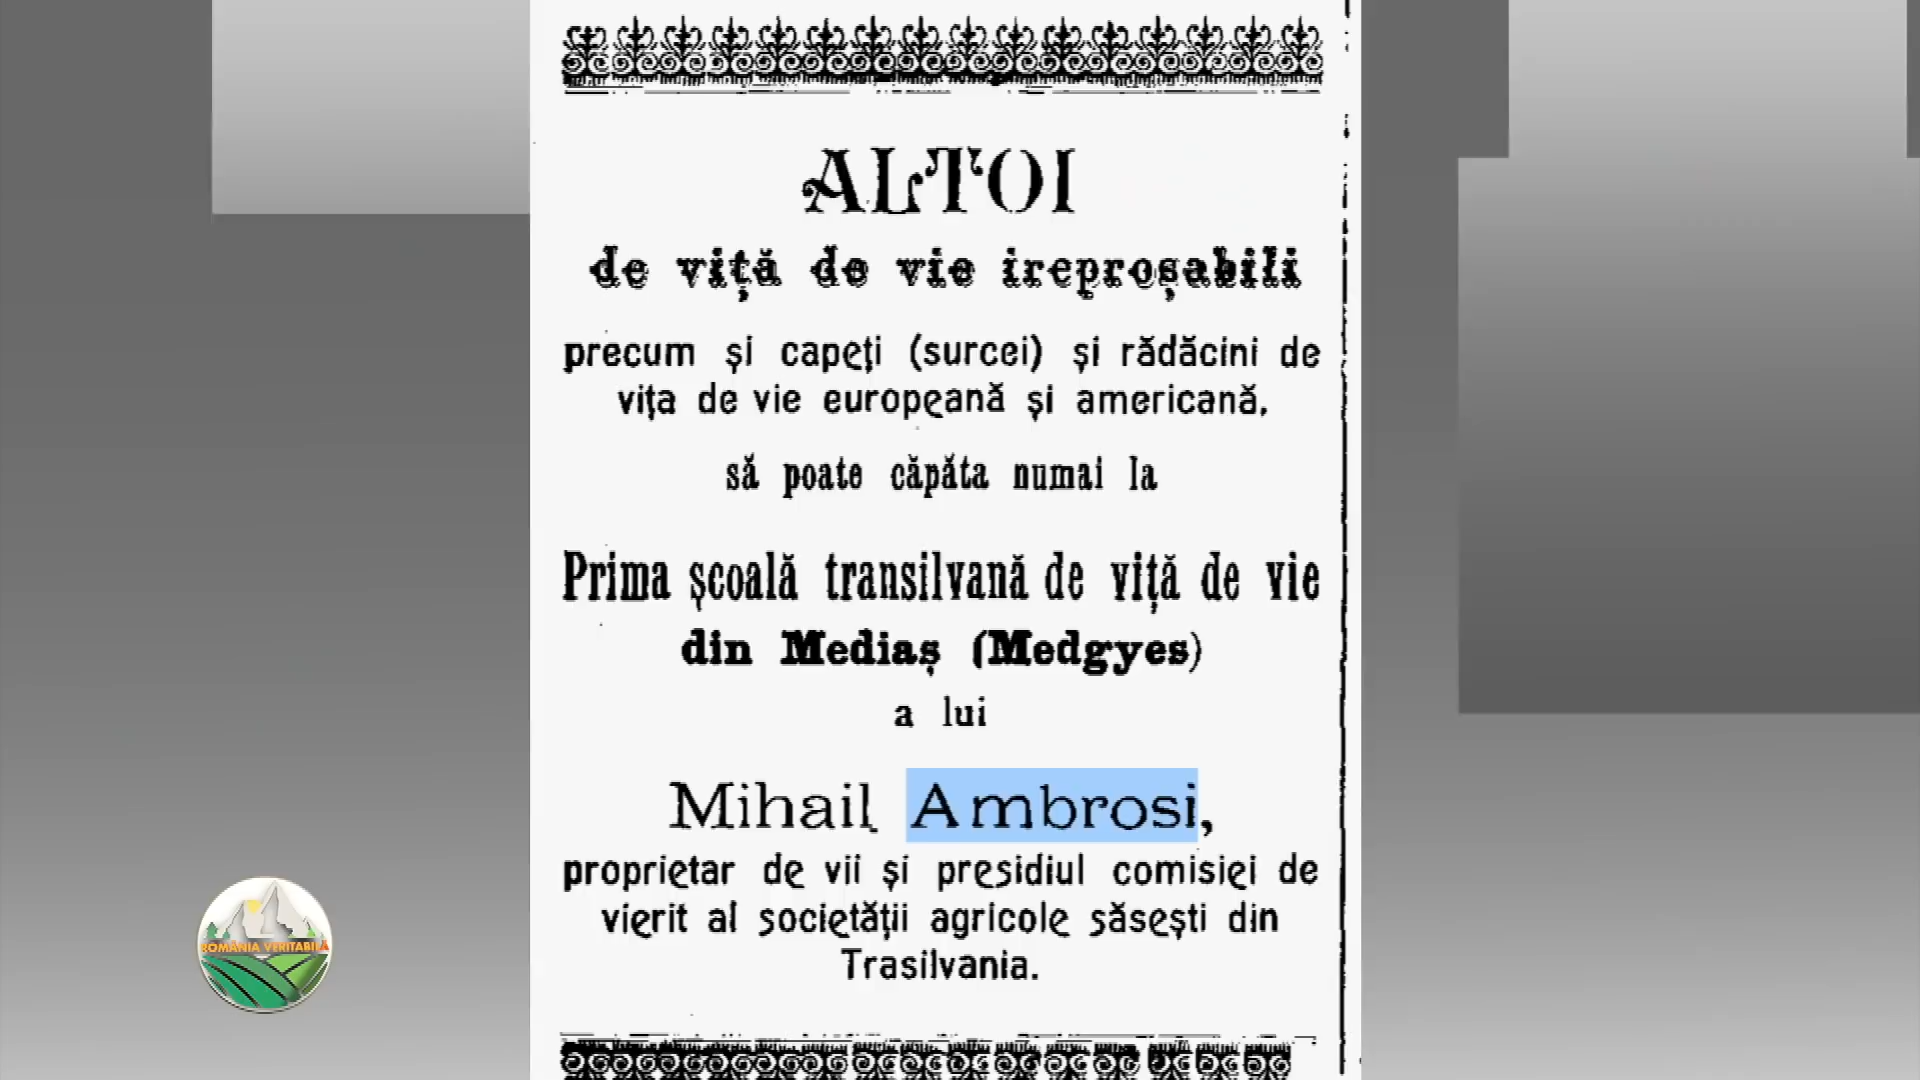 ALTOI
de viță de vie ireproșabili
precum și capeți (surcei) și rădăcini de
vița de vie europeană și americană,
să poate căpăta numai la
Prima școală transilvană de viță de vie
din Mediaș (Medgyes)
a lui
Mihail Ambrosi,
proprietar de vii și presidiul comisiei de
vierit al societății agricole săsești din
Trasilvania.
ROMÂNIA VERITABILĂ